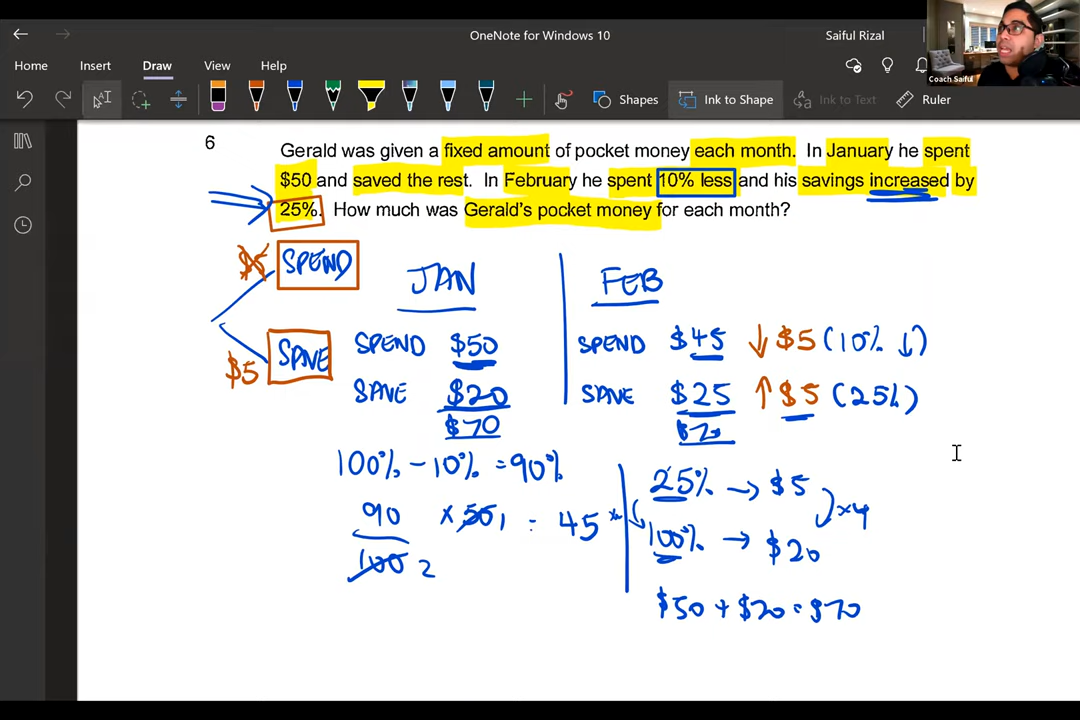 OneNote for Windows 10
Saiful Rizal
Home Insert Draw View Help
Coach Saiful
Shapes Ink to Shape Ink to Text Ruler
6
Gerald was given a fixed amount of pocket money each month. In January he spent
$50 and saved the rest. In February he spent 10% less and his savings increased by
25%. How much was Gerald's pocket money for each month?
SPEND JAN FEB
SPEND $50 SPEND $45 ↓ $5 (10% ↓)
$5 SAVE SAVE $20 SAVE $25 ↑ $5 (25%)
$70 $70
100% - 10% = 90% 25% → $5
90 × 50 1 = 45 ×4
100 2 100% → $20
$50 + $20 = $70